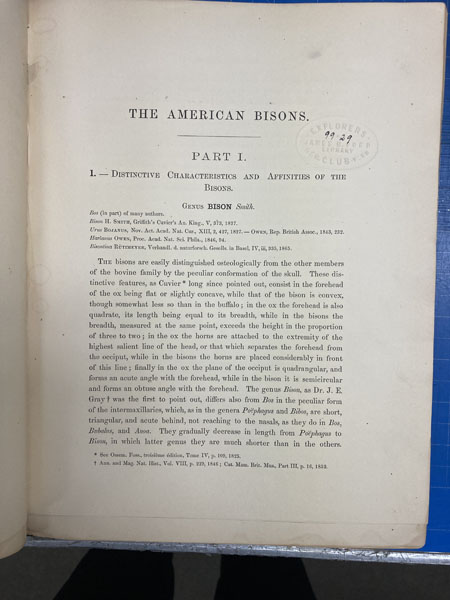 THE AMERICAN BISONS.
EXPLORERS
99-29
LIBRARY
CLUB
PART I.
1. — Distinctive Characteristics and Affinities of the
Bisons.
Genus BISON Smith.
Bos (in part) of many authors.
Bison H. Smith, Griffith's Cuvier's An. King., V, 373, 1827.
Urus Bojanus, Nov. Act. Acad. Nat. Cur., XIII, 2, 427, 1827. — Owen, Rep. British Assoc., 1843, 232.
Harlanus Owen, Proc. Acad. Nat. Sci. Phila., 1846, 94.
Bisontina Rütimeyer, Verhandl. d. naturforsch. Gesells. in Basel, IV, iii, 335, 1865.
The bisons are easily distinguished osteologically from the other members
of the bovine family by the peculiar conformation of the skull. These dis-
tinctive features, as Cuvier * long since pointed out, consist in the forehead
of the ox being flat or slightly concave, while that of the bison is convex,
though somewhat less so than in the buffalo; in the ox the forehead is also
quadrate, its length being equal to its breadth, while in the bisons the
breadth, measured at the same point, exceeds the height in the proportion
of three to two; in the ox the horns are attached to the extremity of the
highest salient line of the head, or that which separates the forehead from
the occiput, while in the bisons the horns are placed considerably in front
of this line; finally in the ox the plane of the occiput is quadrangular, and
forms an acute angle with the forehead, while in the bison it is semicircular
and forms an obtuse angle with the forehead. The genus Bison, as Dr. J. E.
Gray † was the first to point out, differs also from Bos in the peculiar form
of the intermaxillaries, which, as in the genera Poëphagus and Bibos, are short,
triangular, and acute behind, not reaching to the nasals, as they do in Bos,
Bubalus, and Anoa. They gradually decrease in length from Poëphagus to
Bison, in which latter genus they are much shorter than in the others.
* See Ossem. Foss., troisième édition, Tome IV, p. 109, 1825.
† Ann. and Mag. Nat. Hist., Vol. VIII, p. 229, 1846; Cat. Mam. Brit. Mus., Part III, p. 16, 1852.